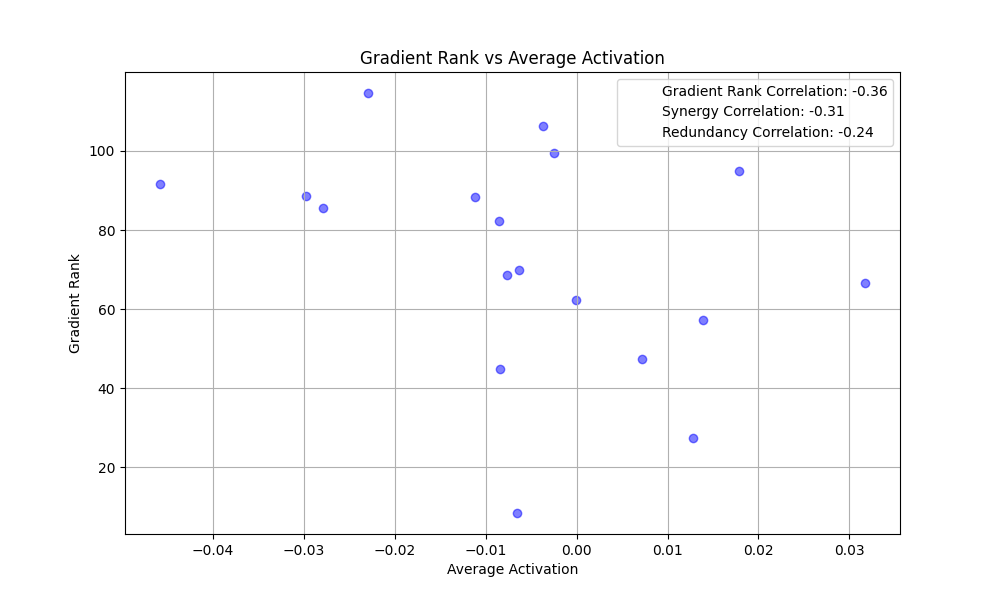 Gradient Rank vs Average Activation
Gradient Rank Correlation: -0.36
Synergy Correlation: -0.31
Redundancy Correlation: -0.24
Gradient Rank
100
80
60
40
20
−0.04 −0.03 −0.02 −0.01 0.00 0.01 0.02 0.03
Average Activation